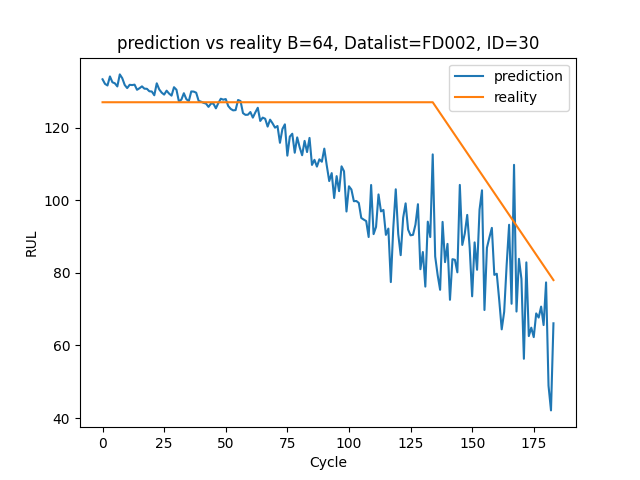 prediction vs reality B=64, Datalist=FD002, ID=30
prediction
reality
120
100
80
60
40
RUL
0 25 50 75 100 125 150 175
Cycle